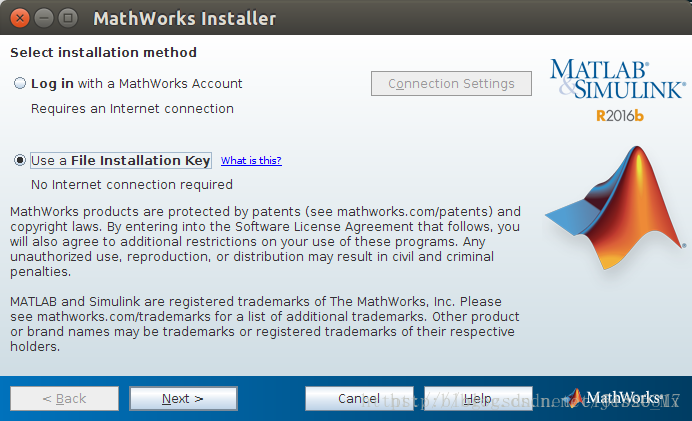 MathWorks Installer
Select installation method
Log in with a MathWorks Account
Connection Settings
Requires an Internet connection
MATLAB®
&SIMULINK®
R2016b
Use a File Installation Key What is this?
No Internet connection required
MathWorks products are protected by patents (see mathworks.com/patents) and
copyright laws. By entering into the Software License Agreement that follows, you
will also agree to additional restrictions on your use of these programs. Any
unauthorized use, reproduction, or distribution may result in civil and criminal
penalties.
MATLAB and Simulink are registered trademarks of The MathWorks, Inc. Please
see mathworks.com/trademarks for a list of additional trademarks. Other product
or brand names may be trademarks or registered trademarks of their respective
holders.
< Back
Next >
Cancel
Help
MathWorks®